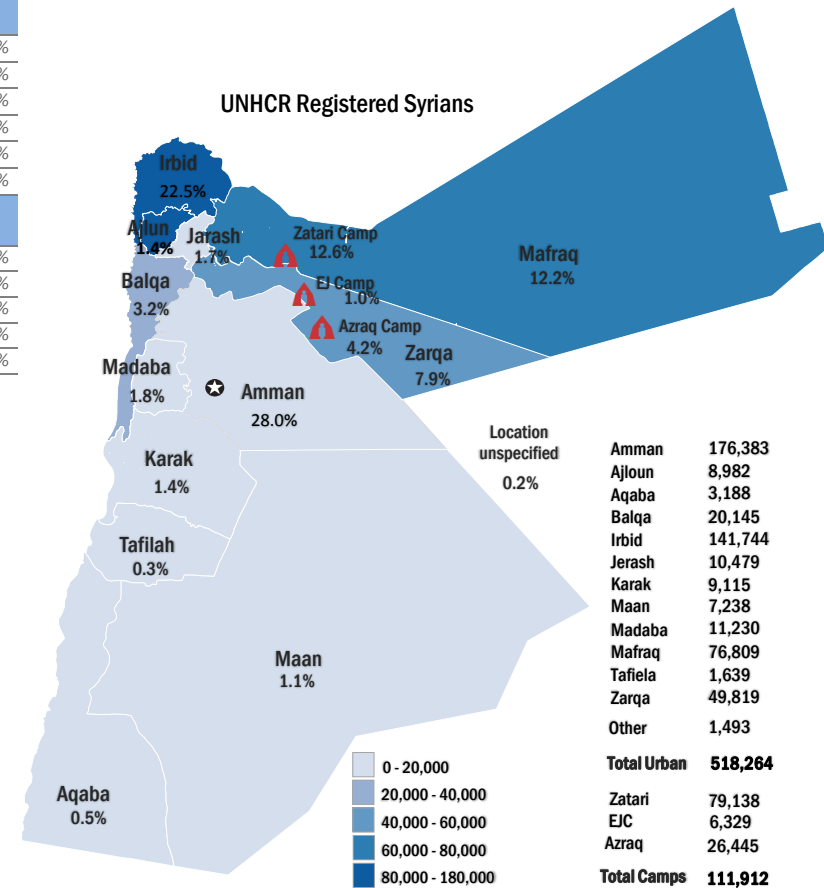 %
%
%
%
%
%
%
%
%
%
%
UNHCR Registered Syrians
Irbid
22.5%
Ajlun
1.4%
Jarash
1.7%
Zatari Camp
12.6%
Mafraq
12.2%
Balqa
3.2%
EJ Camp
1.0%
Azraq Camp
4.2%
Zarqa
7.9%
Madaba
1.8%
Amman
28.0%
Location
unspecified
0.2%
Karak
1.4%
Tafilah
0.3%
Maan
1.1%
Aqaba
0.5%
0 - 20,000
20,000 - 40,000
40,000 - 60,000
60,000 - 80,000
80,000 - 180,000
Amman 176,383
Ajloun 8,982
Aqaba 3,188
Balqa 20,145
Irbid 141,744
Jerash 10,479
Karak 9,115
Maan 7,238
Madaba 11,230
Mafraq 76,809
Tafiela 1,639
Zarqa 49,819
Other 1,493
Total Urban 518,264
Zatari 79,138
EJC 6,329
Azraq 26,445
Total Camps 111,912